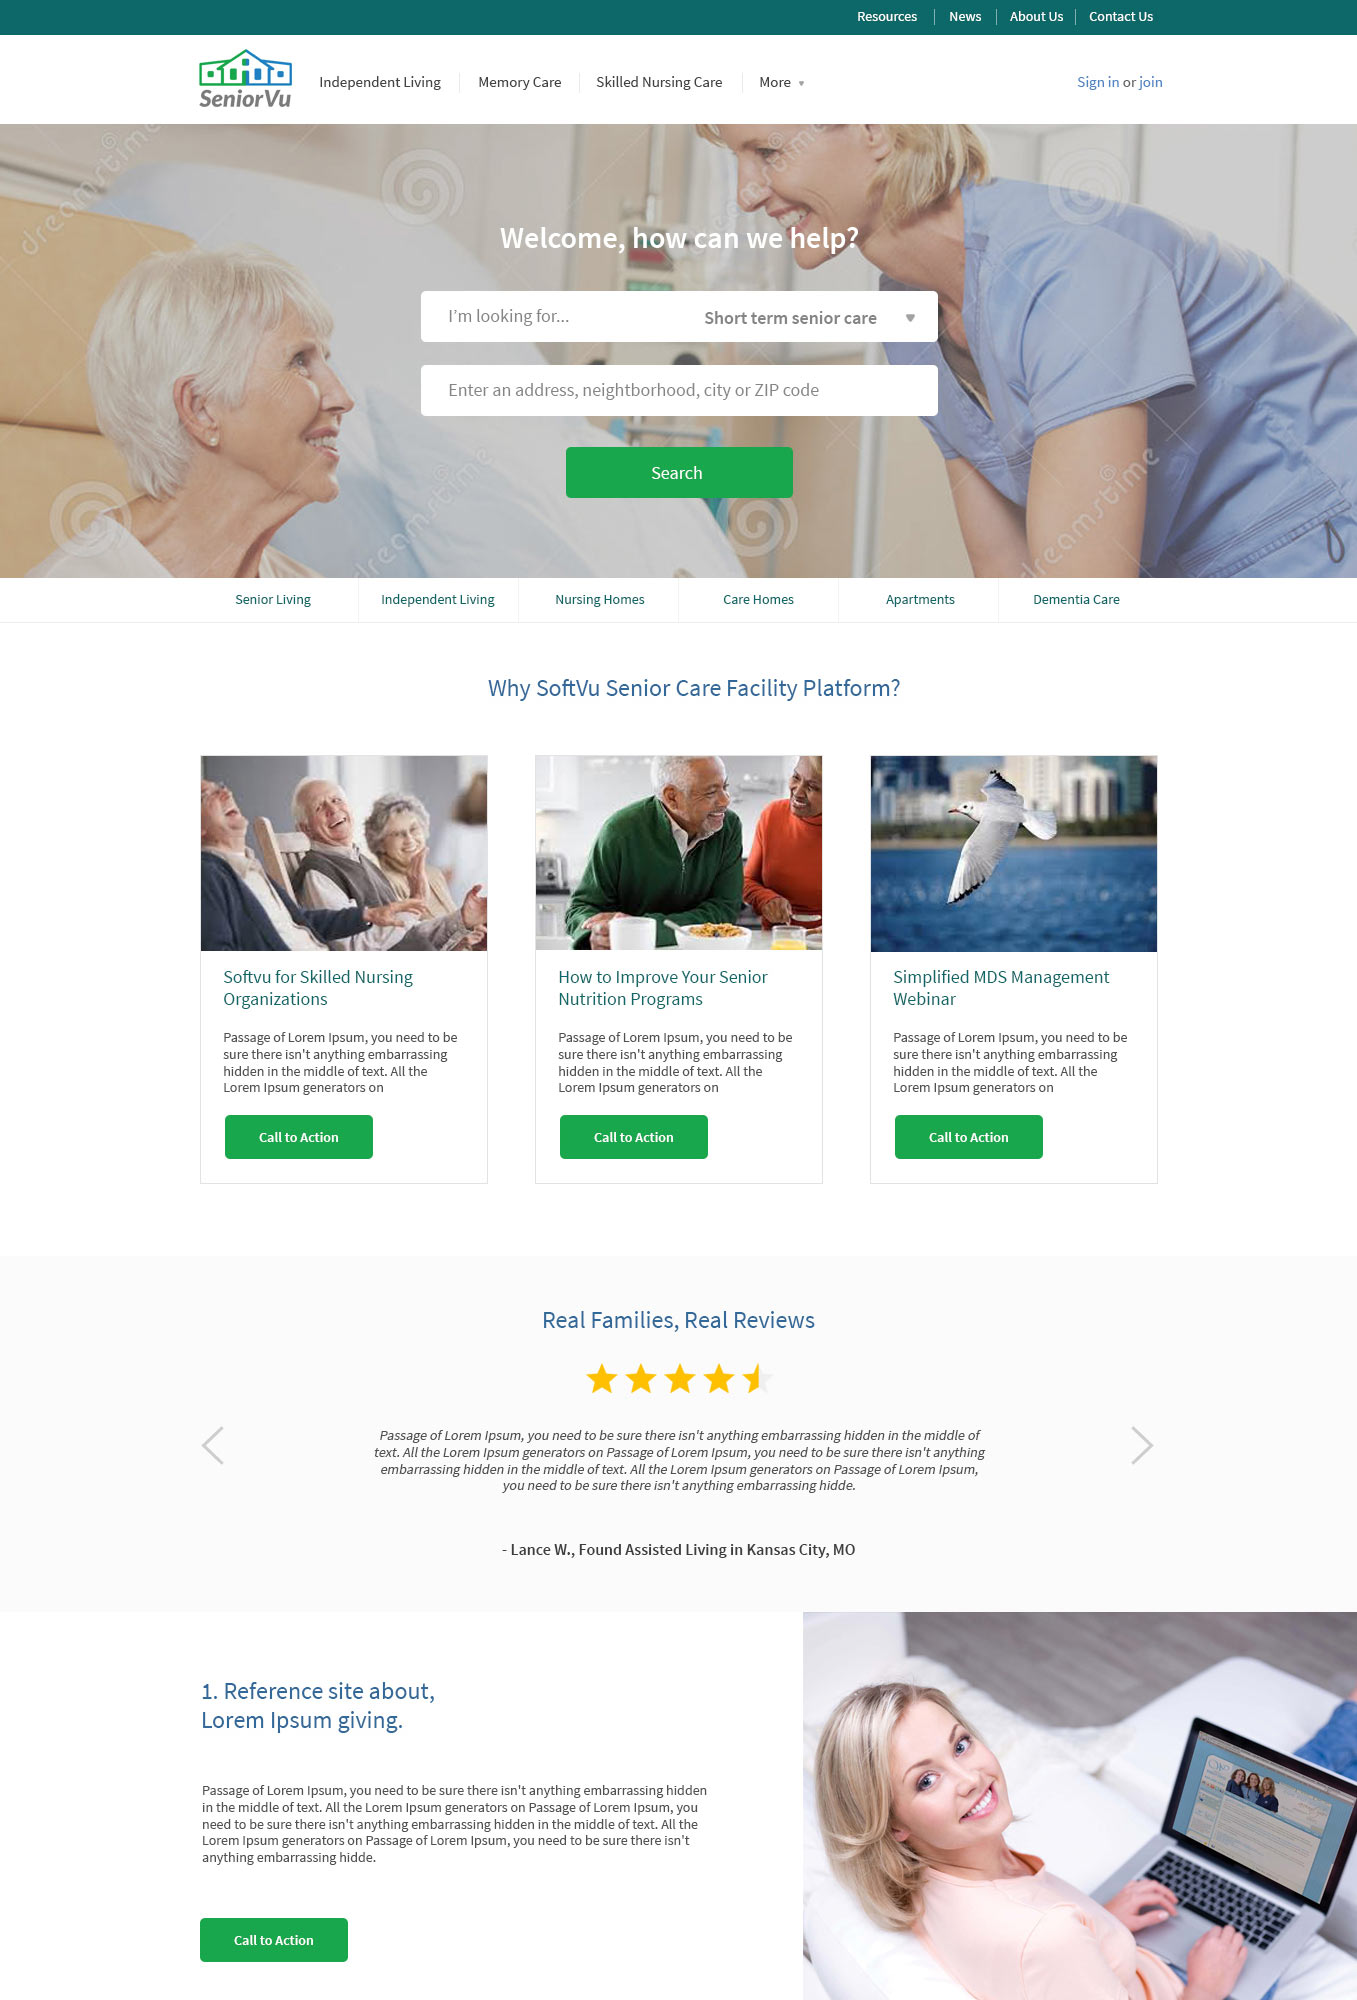 Resources
News
About Us
Contact Us
SeniorVu
Independent Living
Memory Care
Skilled Nursing Care
More
Sign in or join
dreamstime
dreamstime
Welcome, how can we help?
I'm looking for...
Short term senior care
Enter an address, neightborhood, city or ZIP code
Search
dreamstime
dreamstime
Senior Living
Independent Living
Nursing Homes
Care Homes
Apartments
Dementia Care
Why SoftVu Senior Care Facility Platform?
Softvu for Skilled Nursing
Organizations
Passage of Lorem Ipsum, you need to be
sure there isn't anything embarrassing
hidden in the middle of text. All the
Lorem Ipsum generators on
Call to Action
How to Improve Your Senior
Nutrition Programs
Passage of Lorem Ipsum, you need to be
sure there isn't anything embarrassing
hidden in the middle of text. All the
Lorem Ipsum generators on
Call to Action
Simplified MDS Management
Webinar
Passage of Lorem Ipsum, you need to be
sure there isn't anything embarrassing
hidden in the middle of text. All the
Lorem Ipsum generators on
Call to Action
Real Families, Real Reviews
Passage of Lorem Ipsum, you need to be sure there isn't anything embarrassing hidden in the middle of
text. All the Lorem Ipsum generators on Passage of Lorem Ipsum, you need to be sure there isn't anything
embarrassing hidden in the middle of text. All the Lorem Ipsum generators on Passage of Lorem Ipsum,
you need to be sure there isn't anything embarrassing hidde.
- Lance W., Found Assisted Living in Kansas City, MO
1. Reference site about,
Lorem Ipsum giving.
Passage of Lorem Ipsum, you need to be sure there isn't anything embarrassing hidden
in the middle of text. All the Lorem Ipsum generators on Passage of Lorem Ipsum, you
need to be sure there isn't anything embarrassing hidden in the middle of text. All the
Lorem Ipsum generators on Passage of Lorem Ipsum, you need to be sure there isn't
anything embarrassing hidde.
Call to Action